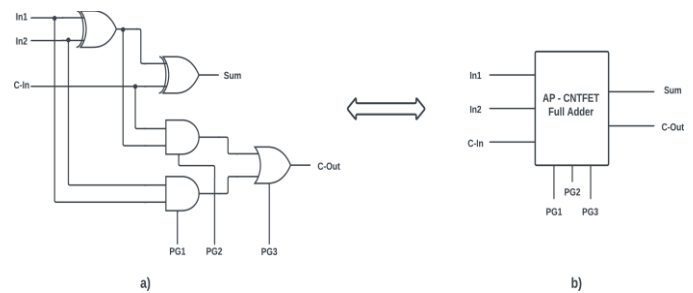 In1
In2
C-In
Sum
C-Out
PG1
PG2
PG3
a)
In1
In2
C-In
AP - CNTFET
Full Adder
Sum
C-Out
PG1
PG2
PG3
b)